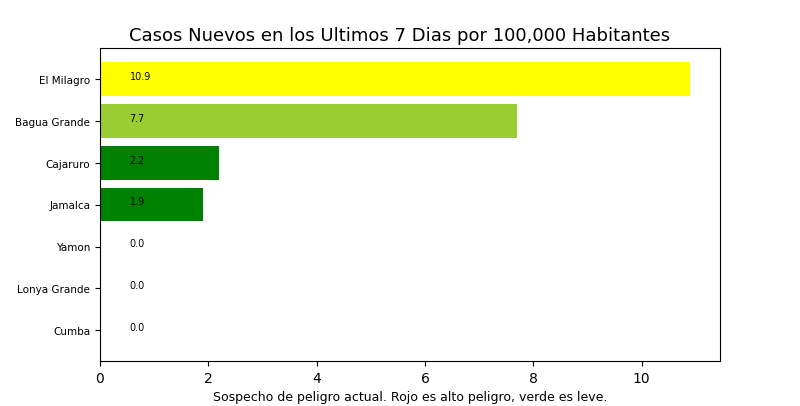 Casos Nuevos en los Ultimos 7 Dias por 100,000 Habitantes
El Milagro 10.9
Bagua Grande 7.7
Cajaruro 2.2
Jamalca 1.9
Yamon 0.0
Lonya Grande 0.0
Cumba 0.0
0 2 4 6 8 10
Sospecho de peligro actual. Rojo es alto peligro, verde es leve.